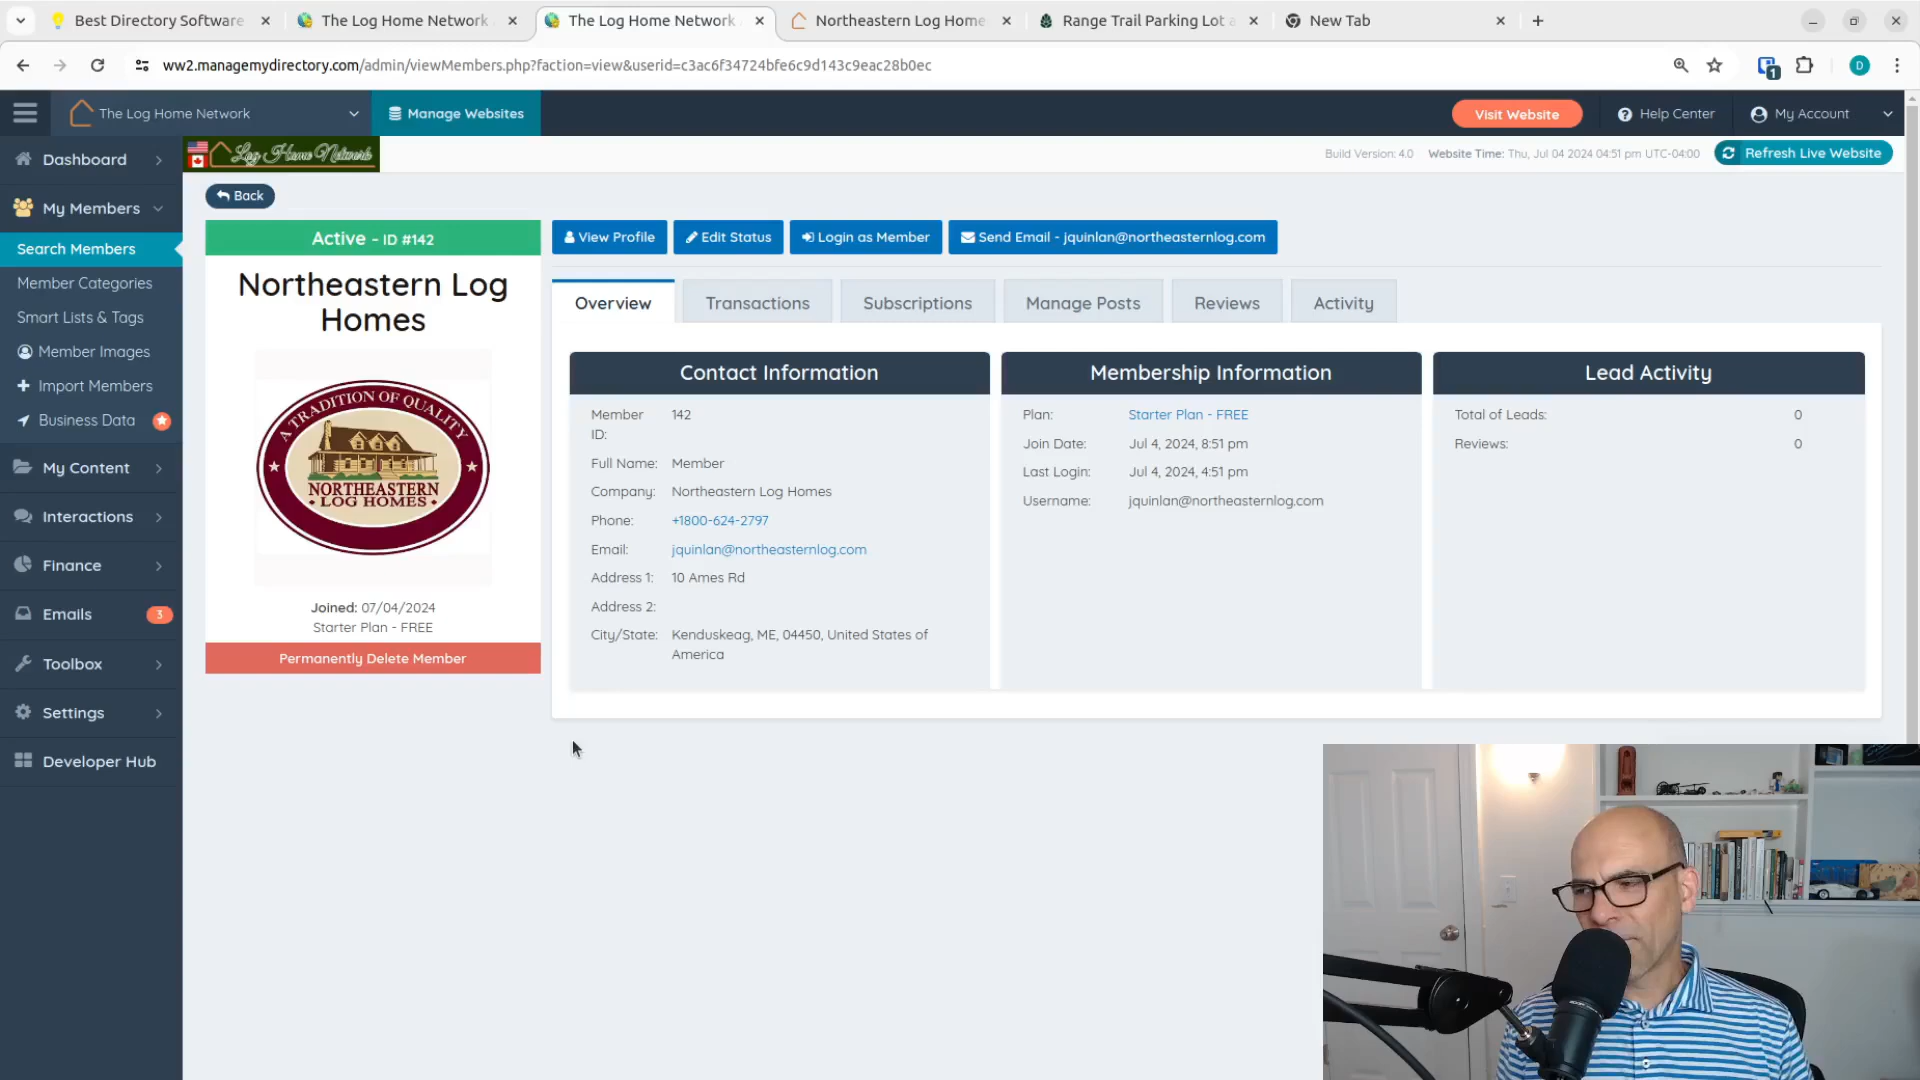 Best Directory Software
The Log Home Network
The Log Home Network
Northeastern Log Home
Range Trail Parking Lot a
New Tab
ww2.managemydirectory.com/admin/viewMembers.php?faction=view&userid=c3ac6f34724bfe6c9d143c9eac28b0ec
1
D
The Log Home Network
Manage Websites
Visit Website
Help Center
My Account
Log Home Network
Build Version: 4.0
Website Time: Thu, Jul 04 2024 04:51 pm UTC-04:00
Refresh Live Website
Dashboard
My Members
Search Members
Member Categories
Smart Lists & Tags
Member Images
Import Members
Business Data
My Content
Interactions
Finance
Emails
3
Toolbox
Settings
Developer Hub
Back
Active - ID #142
Northeastern Log
Homes
A TRADITION OF QUALITY
NORTHEASTERN
LOG HOMES
Joined: 07/04/2024
Starter Plan - FREE
Permanently Delete Member
View Profile
Edit Status
Login as Member
Send Email - jquinlan@northeasternlog.com
Overview
Transactions
Subscriptions
Manage Posts
Reviews
Activity
Contact Information
Member ID: 142
Full Name: Member
Company: Northeastern Log Homes
Phone: +1800-624-2797
Email: jquinlan@northeasternlog.com
Address 1: 10 Ames Rd
Address 2:
City/State: Kenduskeag, ME, 04450, United States of
America
Membership Information
Plan: Starter Plan - FREE
Join Date: Jul 4, 2024, 8:51 pm
Last Login: Jul 4, 2024, 4:51 pm
Username: jquinlan@northeasternlog.com
Lead Activity
Total of Leads: 0
Reviews: 0